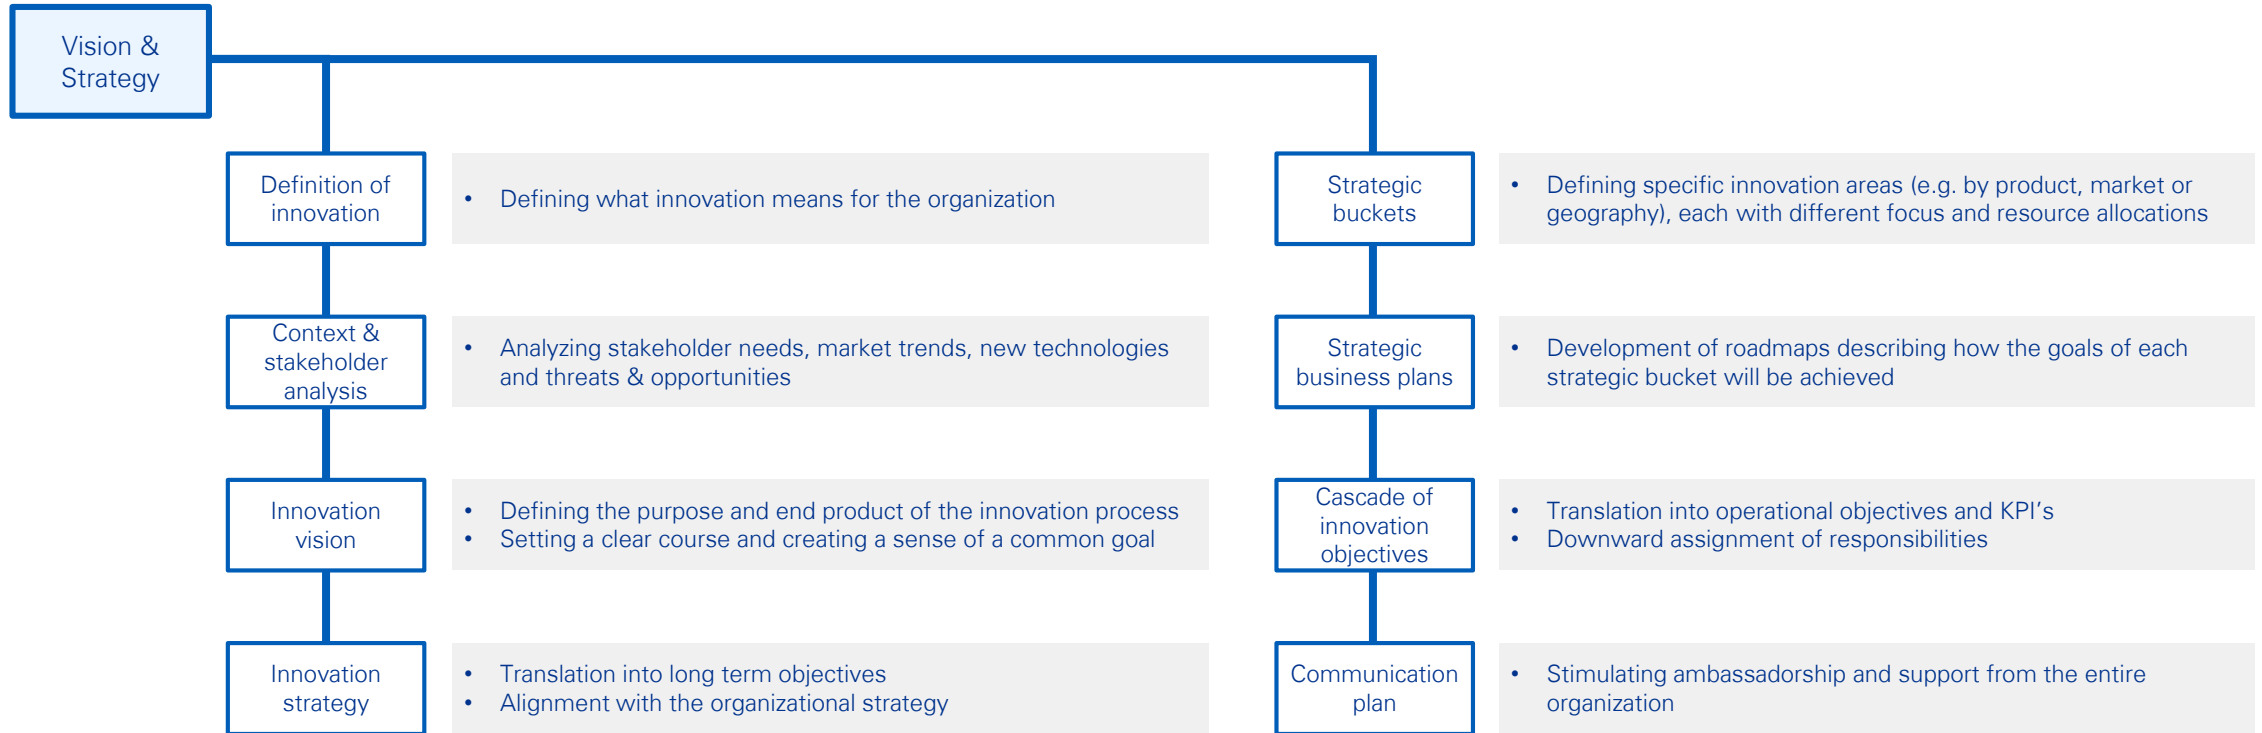 Vision &
Strategy
Definition of
innovation
• Defining what innovation means for the organization
Context &
stakeholder
analysis
• Analyzing stakeholder needs, market trends, new technologies
and threats & opportunities
Innovation
vision
• Defining the purpose and end product of the innovation process
• Setting a clear course and creating a sense of a common goal
Innovation
strategy
• Translation into long term objectives
• Alignment with the organizational strategy
Strategic
buckets
• Defining specific innovation areas (e.g. by product, market or
geography), each with different focus and resource allocations
Strategic
business plans
• Development of roadmaps describing how the goals of each
strategic bucket will be achieved
Cascade of
innovation
objectives
• Translation into operational objectives and KPI’s
• Downward assignment of responsibilities
Communication
plan
• Stimulating ambassadorship and support from the entire
organization